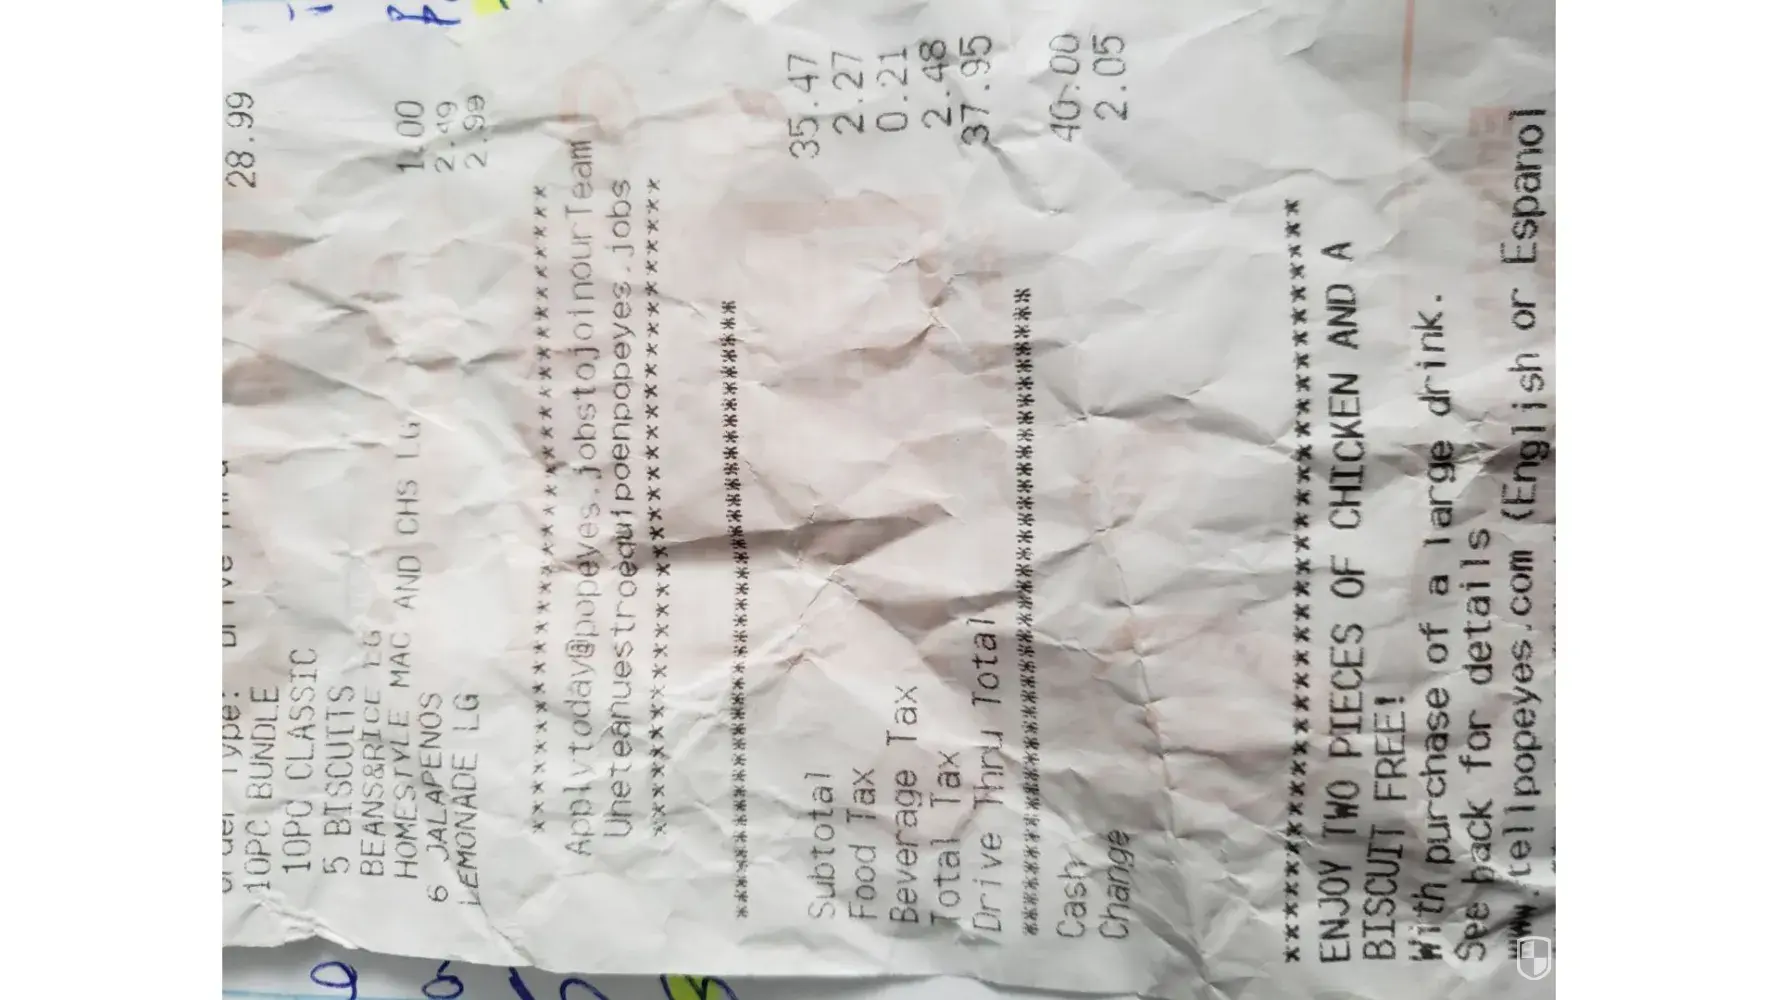 Type:
10PC BUNDLE 28.99
10PC CLASSIC
5 BISCUITS
BEANS&RICE LG
HOMESTYLE MAC AND CHS LG 1.00
6 JALAPENOS 2.49
LEMONADE LG 2.99
*********************************
Applytoday@popeyes.jobstojoinourTeam
Uneteanuestroequipoenpopeyes.jobs
*********************************
****************************************
Subtotal 35.47
Food Tax 2.27
Beverage Tax 0.21
Total Tax 2.48
Drive Thru Total 37.95
****************************************
Cash 40.00
Change 2.05
****************************************
ENJOY TWO PIECES OF CHICKEN AND A
BISCUIT FREE!
With purchase of a large drink.
See back for details
www.tellpopeyes.com (English or Espanol